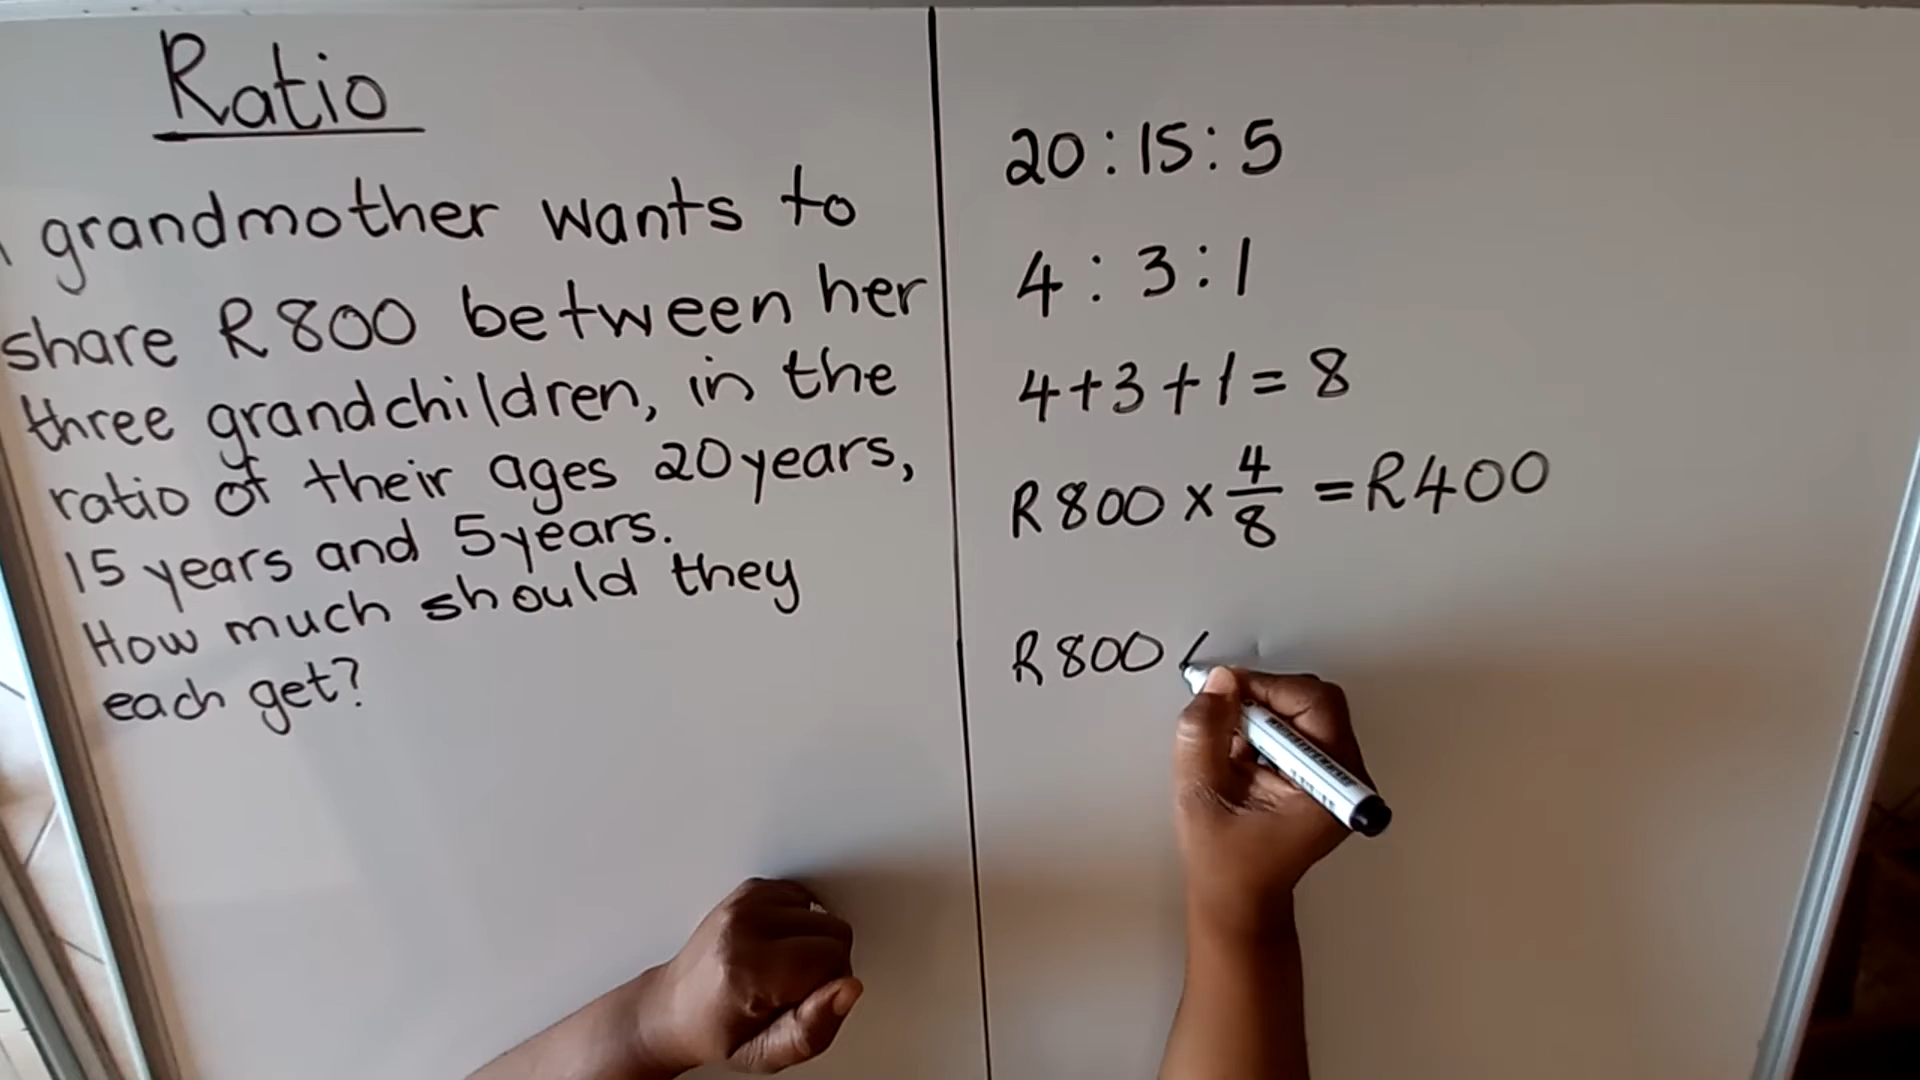 Ratio
grandmother wants to
share R800 between her
three grandchildren, in the
ratio of their ages 20years,
15 years and 5years.
How much should they
each get?
20 : 15 : 5
4 : 3 : 1
4+3+1=8
R800 × 4/8 = R400
R800